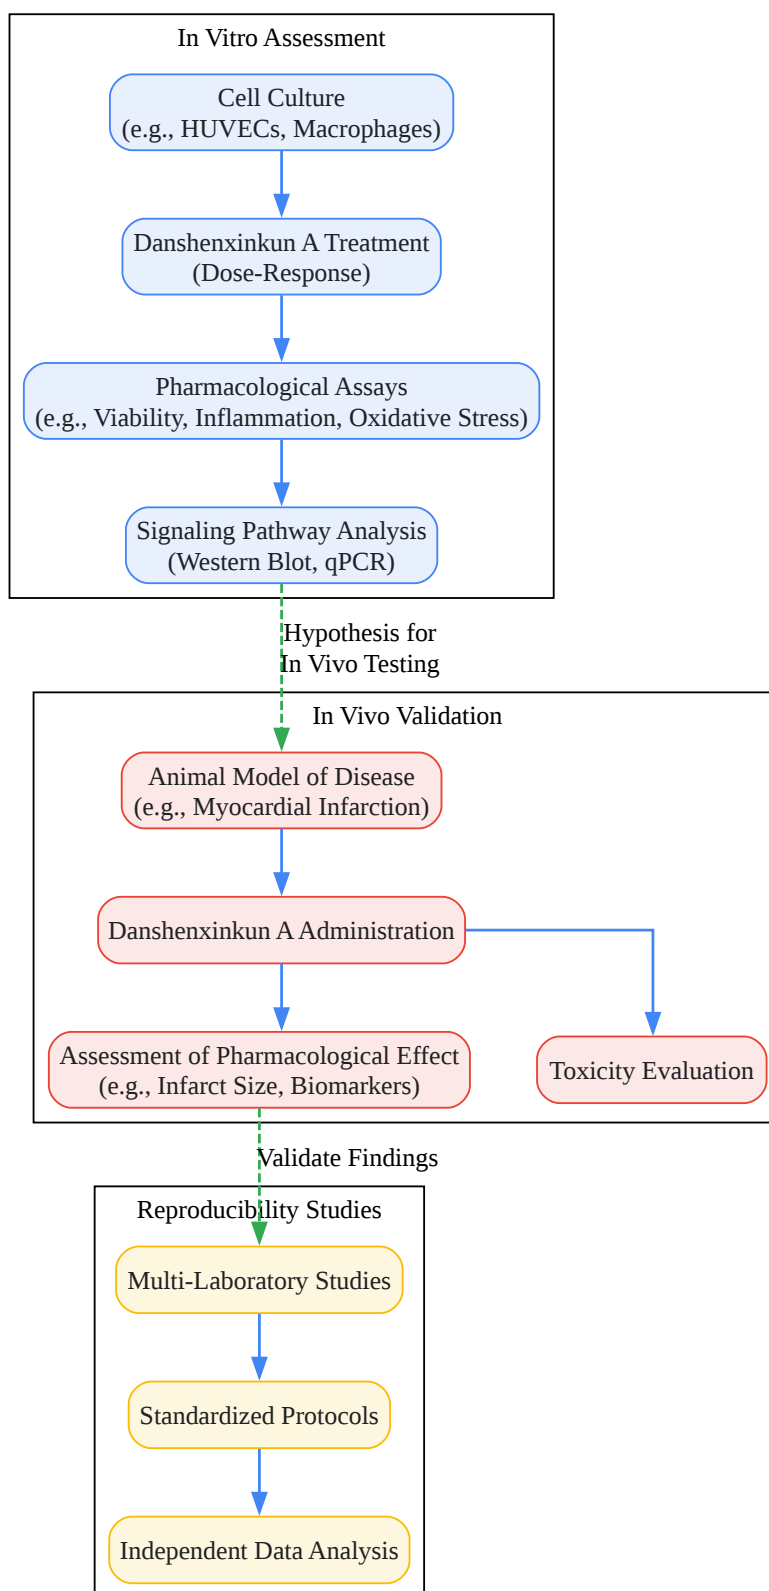 In Vitro Assessment
Cell Culture
(e.g., HUVECs, Macrophages)
Danshenxinkun A Treatment
(Dose-Response)
Pharmacological Assays
(e.g., Viability, Inflammation, Oxidative Stress)
Signaling Pathway Analysis
(Western Blot, qPCR)
Hypothesis for
In Vivo Testing
In Vivo Validation
Animal Model of Disease
(e.g., Myocardial Infarction)
Danshenxinkun A Administration
Assessment of Pharmacological Effect
(e.g., Infarct Size, Biomarkers)
Toxicity Evaluation
Validate Findings
Reproducibility Studies
Multi-Laboratory Studies
Standardized Protocols
Independent Data Analysis